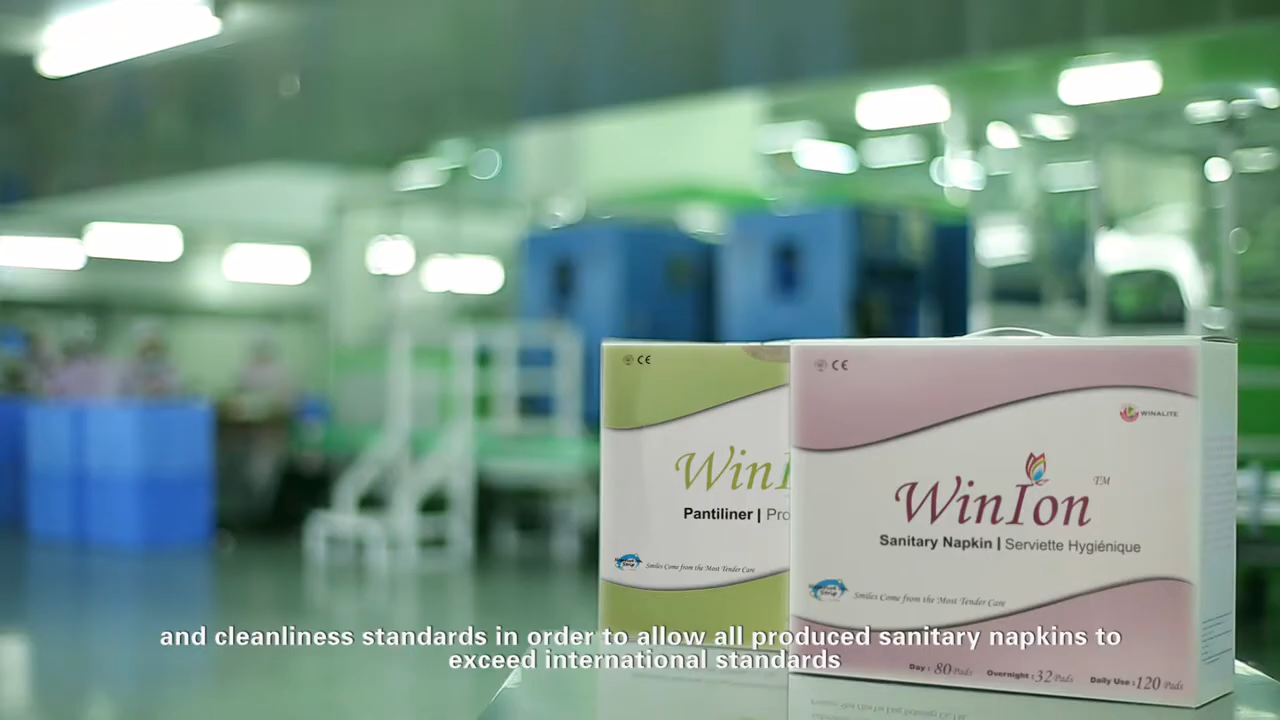 CE
WinI
Pantiliner | Pro
Smiles Come from the Most Tender Care
CE
WINALITE
WinIon TM
Sanitary Napkin | Serviette Hygiénique
Smiles Come from the Most Tender Care
Day : 80 Pads Overnight : 32 Pads Daily Use : 120 Pads
and cleanliness standards in order to allow all produced sanitary napkins to
exceed international standards